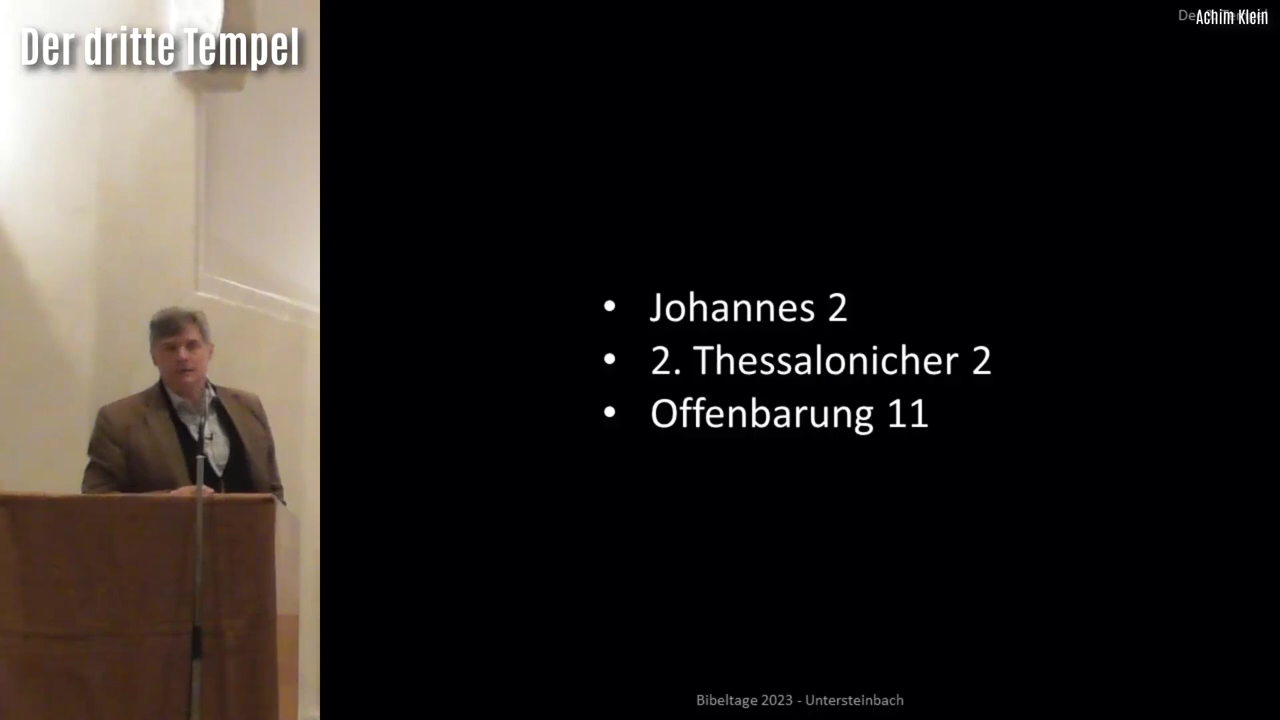 Der dritte Tempel
Achim Klein
• Johannes 2
• 2. Thessalonicher 2
• Offenbarung 11
Bibeltage 2023 - Untersteinbach